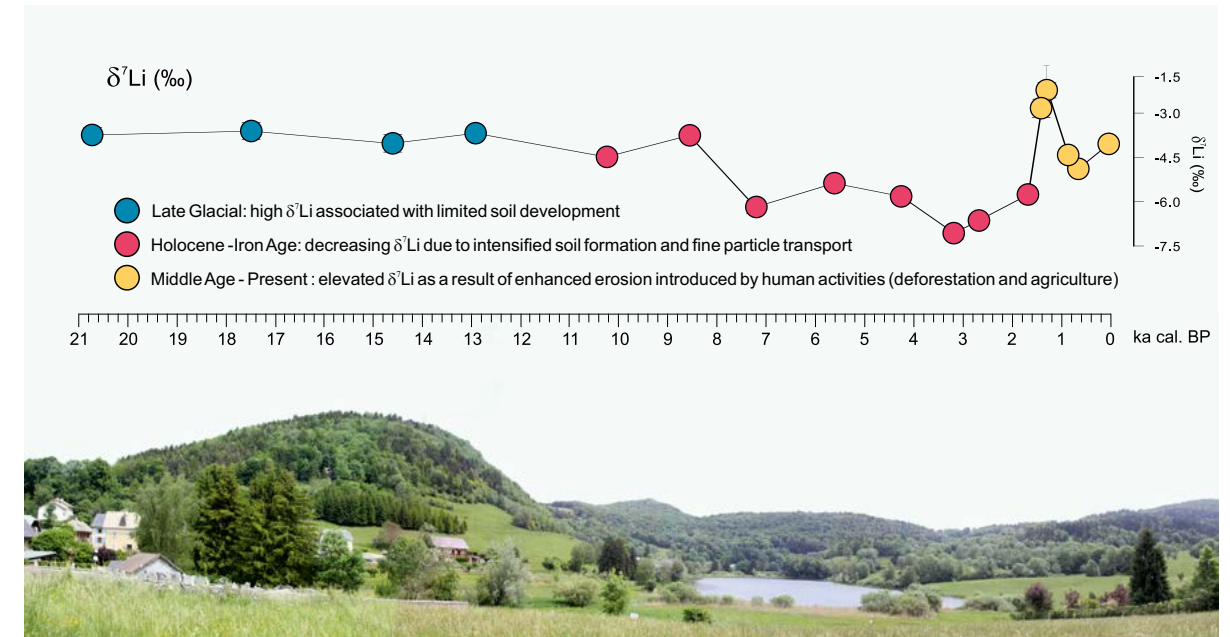 δ⁷Li (‰)
-1.5
-3.0
-4.5
-6.0
-7.5
δ⁷Li (‰)
Late Glacial: high δ⁷Li associated with limited soil development
Holocene -Iron Age: decreasing δ⁷Li due to intensified soil formation and fine particle transport
Middle Age - Present : elevated δ⁷Li as a result of enhanced erosion introduced by human activities (deforestation and agriculture)
21 20 19 18 17 16 15 14 13 12 11 10 9 8 7 6 5 4 3 2 1 0 ka cal. BP